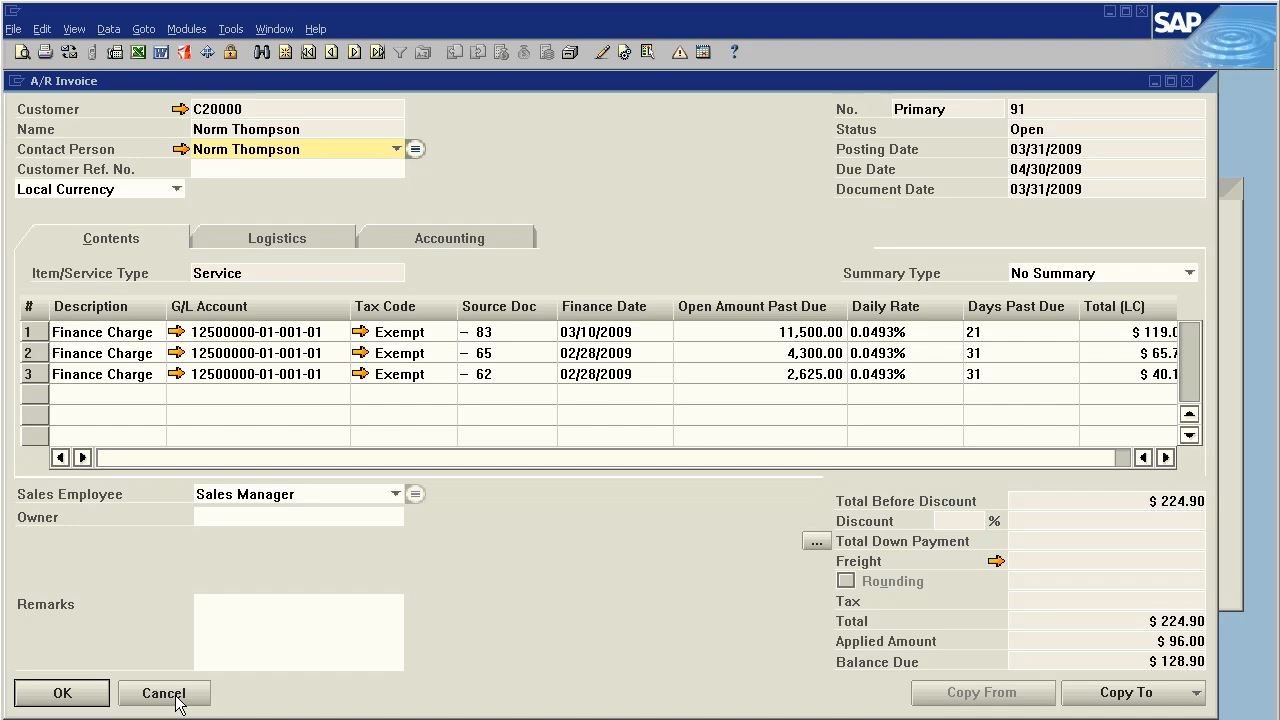 SAP
File Edit View Data Goto Modules Tools Window Help
A/R Invoice
Customer C20000 No. Primary 91
Name Norm Thompson Status Open
Contact Person Norm Thompson Posting Date 03/31/2009
Customer Ref. No. Due Date 04/30/2009
Local Currency Document Date 03/31/2009
Contents Logistics Accounting
Item/Service Type Service Summary Type No Summary
# Description G/L Account Tax Code Source Doc Finance Date Open Amount Past Due Daily Rate Days Past Due Total (LC)
1 Finance Charge 12500000-01-001-01 Exempt – 83 03/10/2009 11,500.00 0.0493% 21 $ 119.0
2 Finance Charge 12500000-01-001-01 Exempt – 65 02/28/2009 4,300.00 0.0493% 31 $ 65.7
3 Finance Charge 12500000-01-001-01 Exempt – 62 02/28/2009 2,625.00 0.0493% 31 $ 40.1
Sales Employee Sales Manager Total Before Discount $ 224.90
Owner Discount %
... Total Down Payment
Freight
Rounding
Remarks Tax
Total $ 224.90
Applied Amount $ 96.00
Balance Due $ 128.90
OK Cancel Copy From Copy To